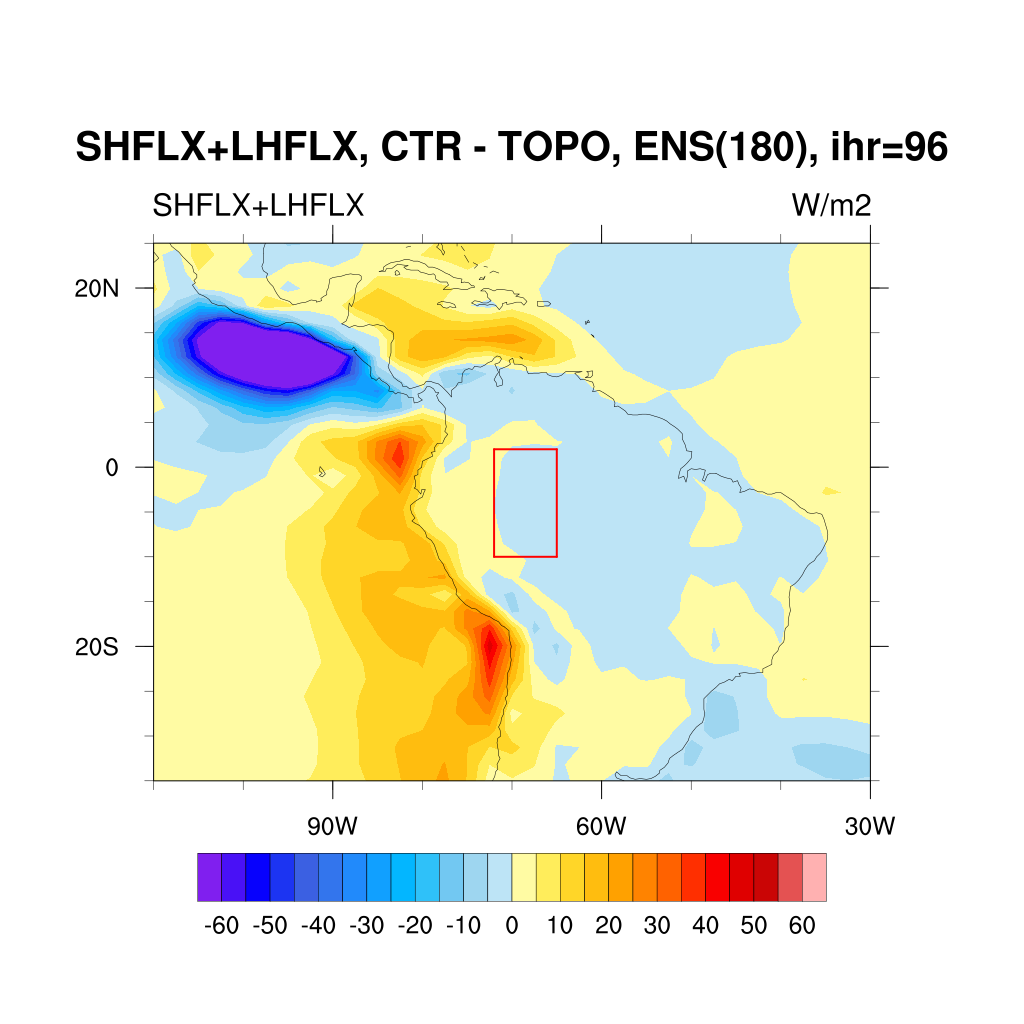 SHFLX+LHFLX, CTR - TOPO, ENS(180), ihr=96
SHFLX+LHFLX W/m2
20N
0
20S
90W 60W 30W
-60 -50 -40 -30 -20 -10 0 10 20 30 40 50 60